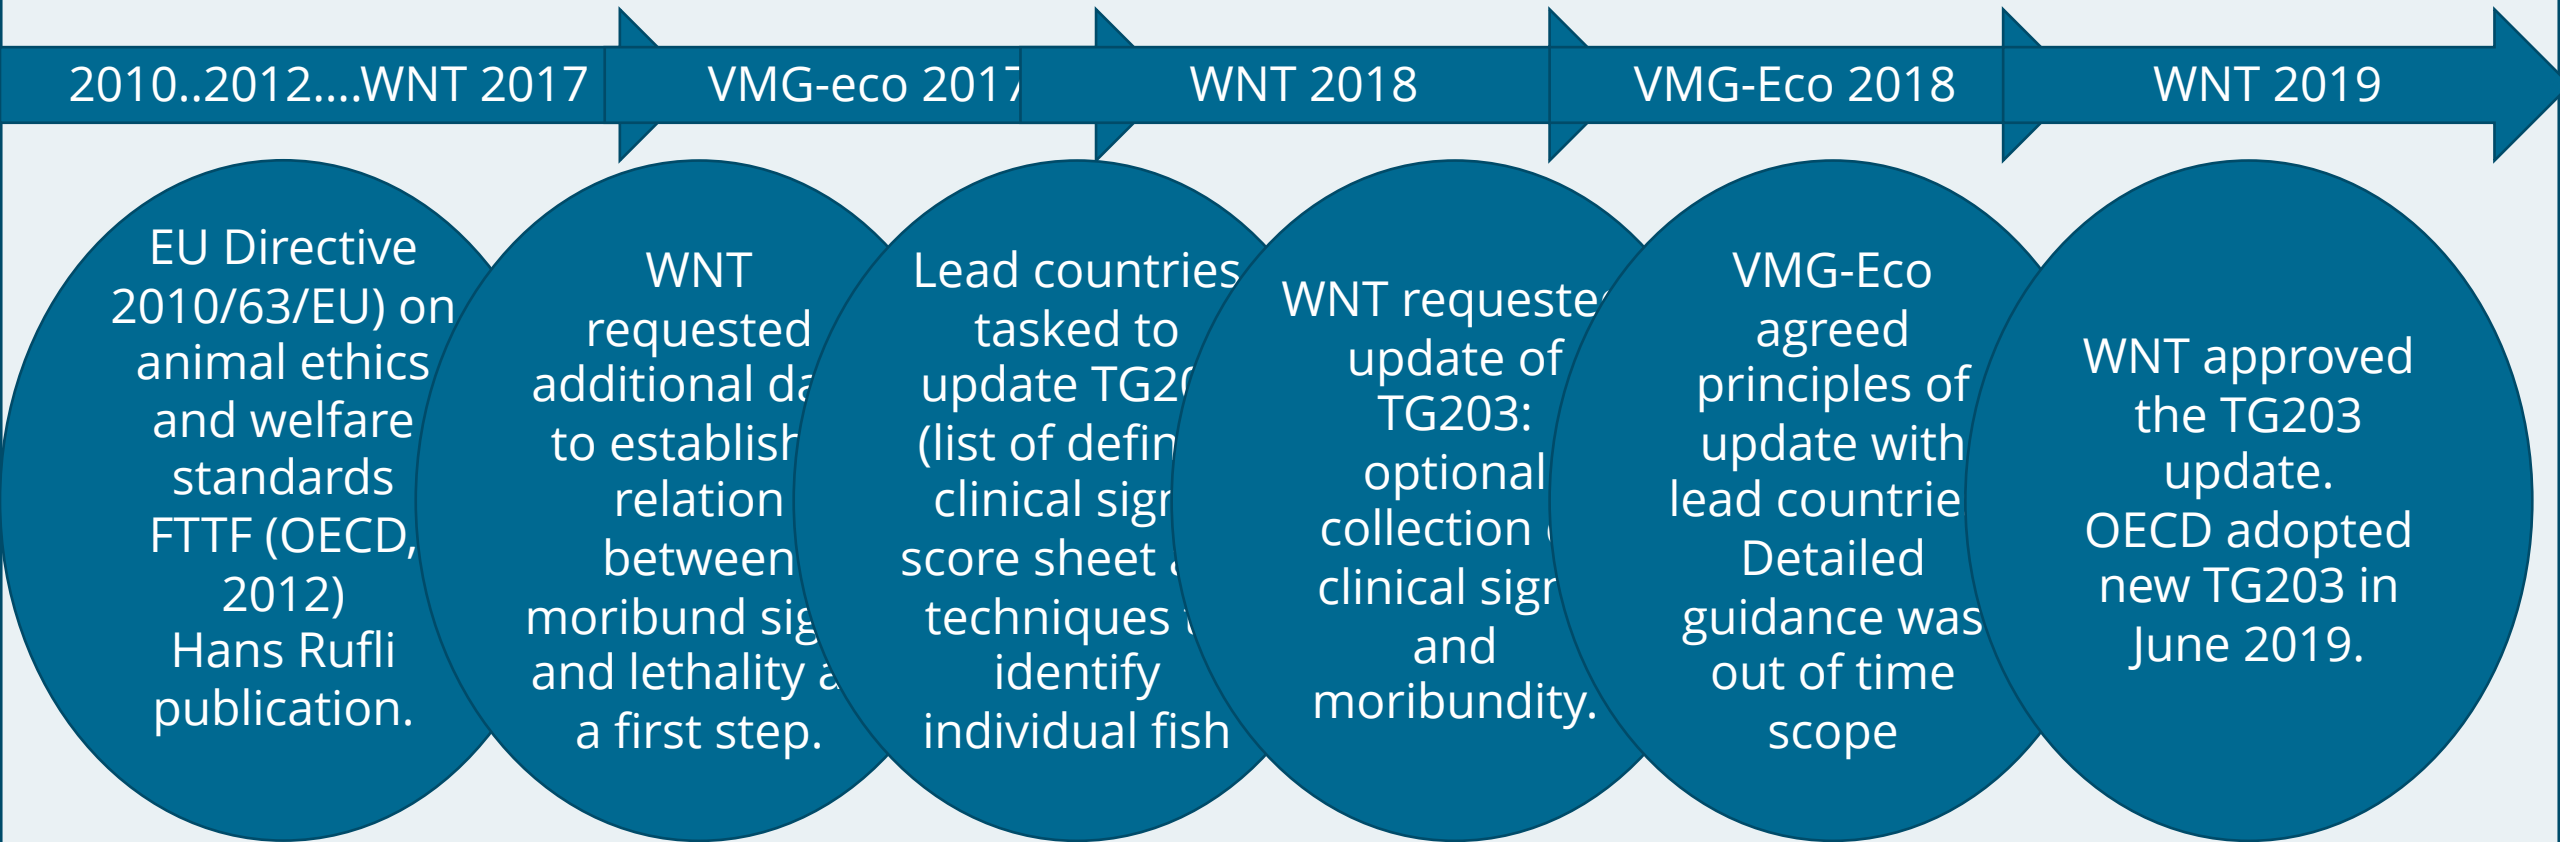 2010..2012....WNT 2017
VMG-eco 2017
WNT 2018
VMG-Eco 2018
WNT 2019
EU Directive
2010/63/EU) on
animal ethics
and welfare
standards
FTTF (OECD,
2012)
Hans Rufli
publication.
WNT
requested
additional
to establish
relation
between
moribund
and lethality
a first step.
Lead countries
tasked to
update
(list of
clinical
score sheet
techniques
identify
individual fish
WNT
update of
TG203:
optional
collection
clinical
and
moribundity.
VMG-Eco
agreed
principles of
update with
lead
Detailed
guidance was
out of time
scope
WNT approved
the TG203
update.
OECD adopted
new TG203 in
June 2019.